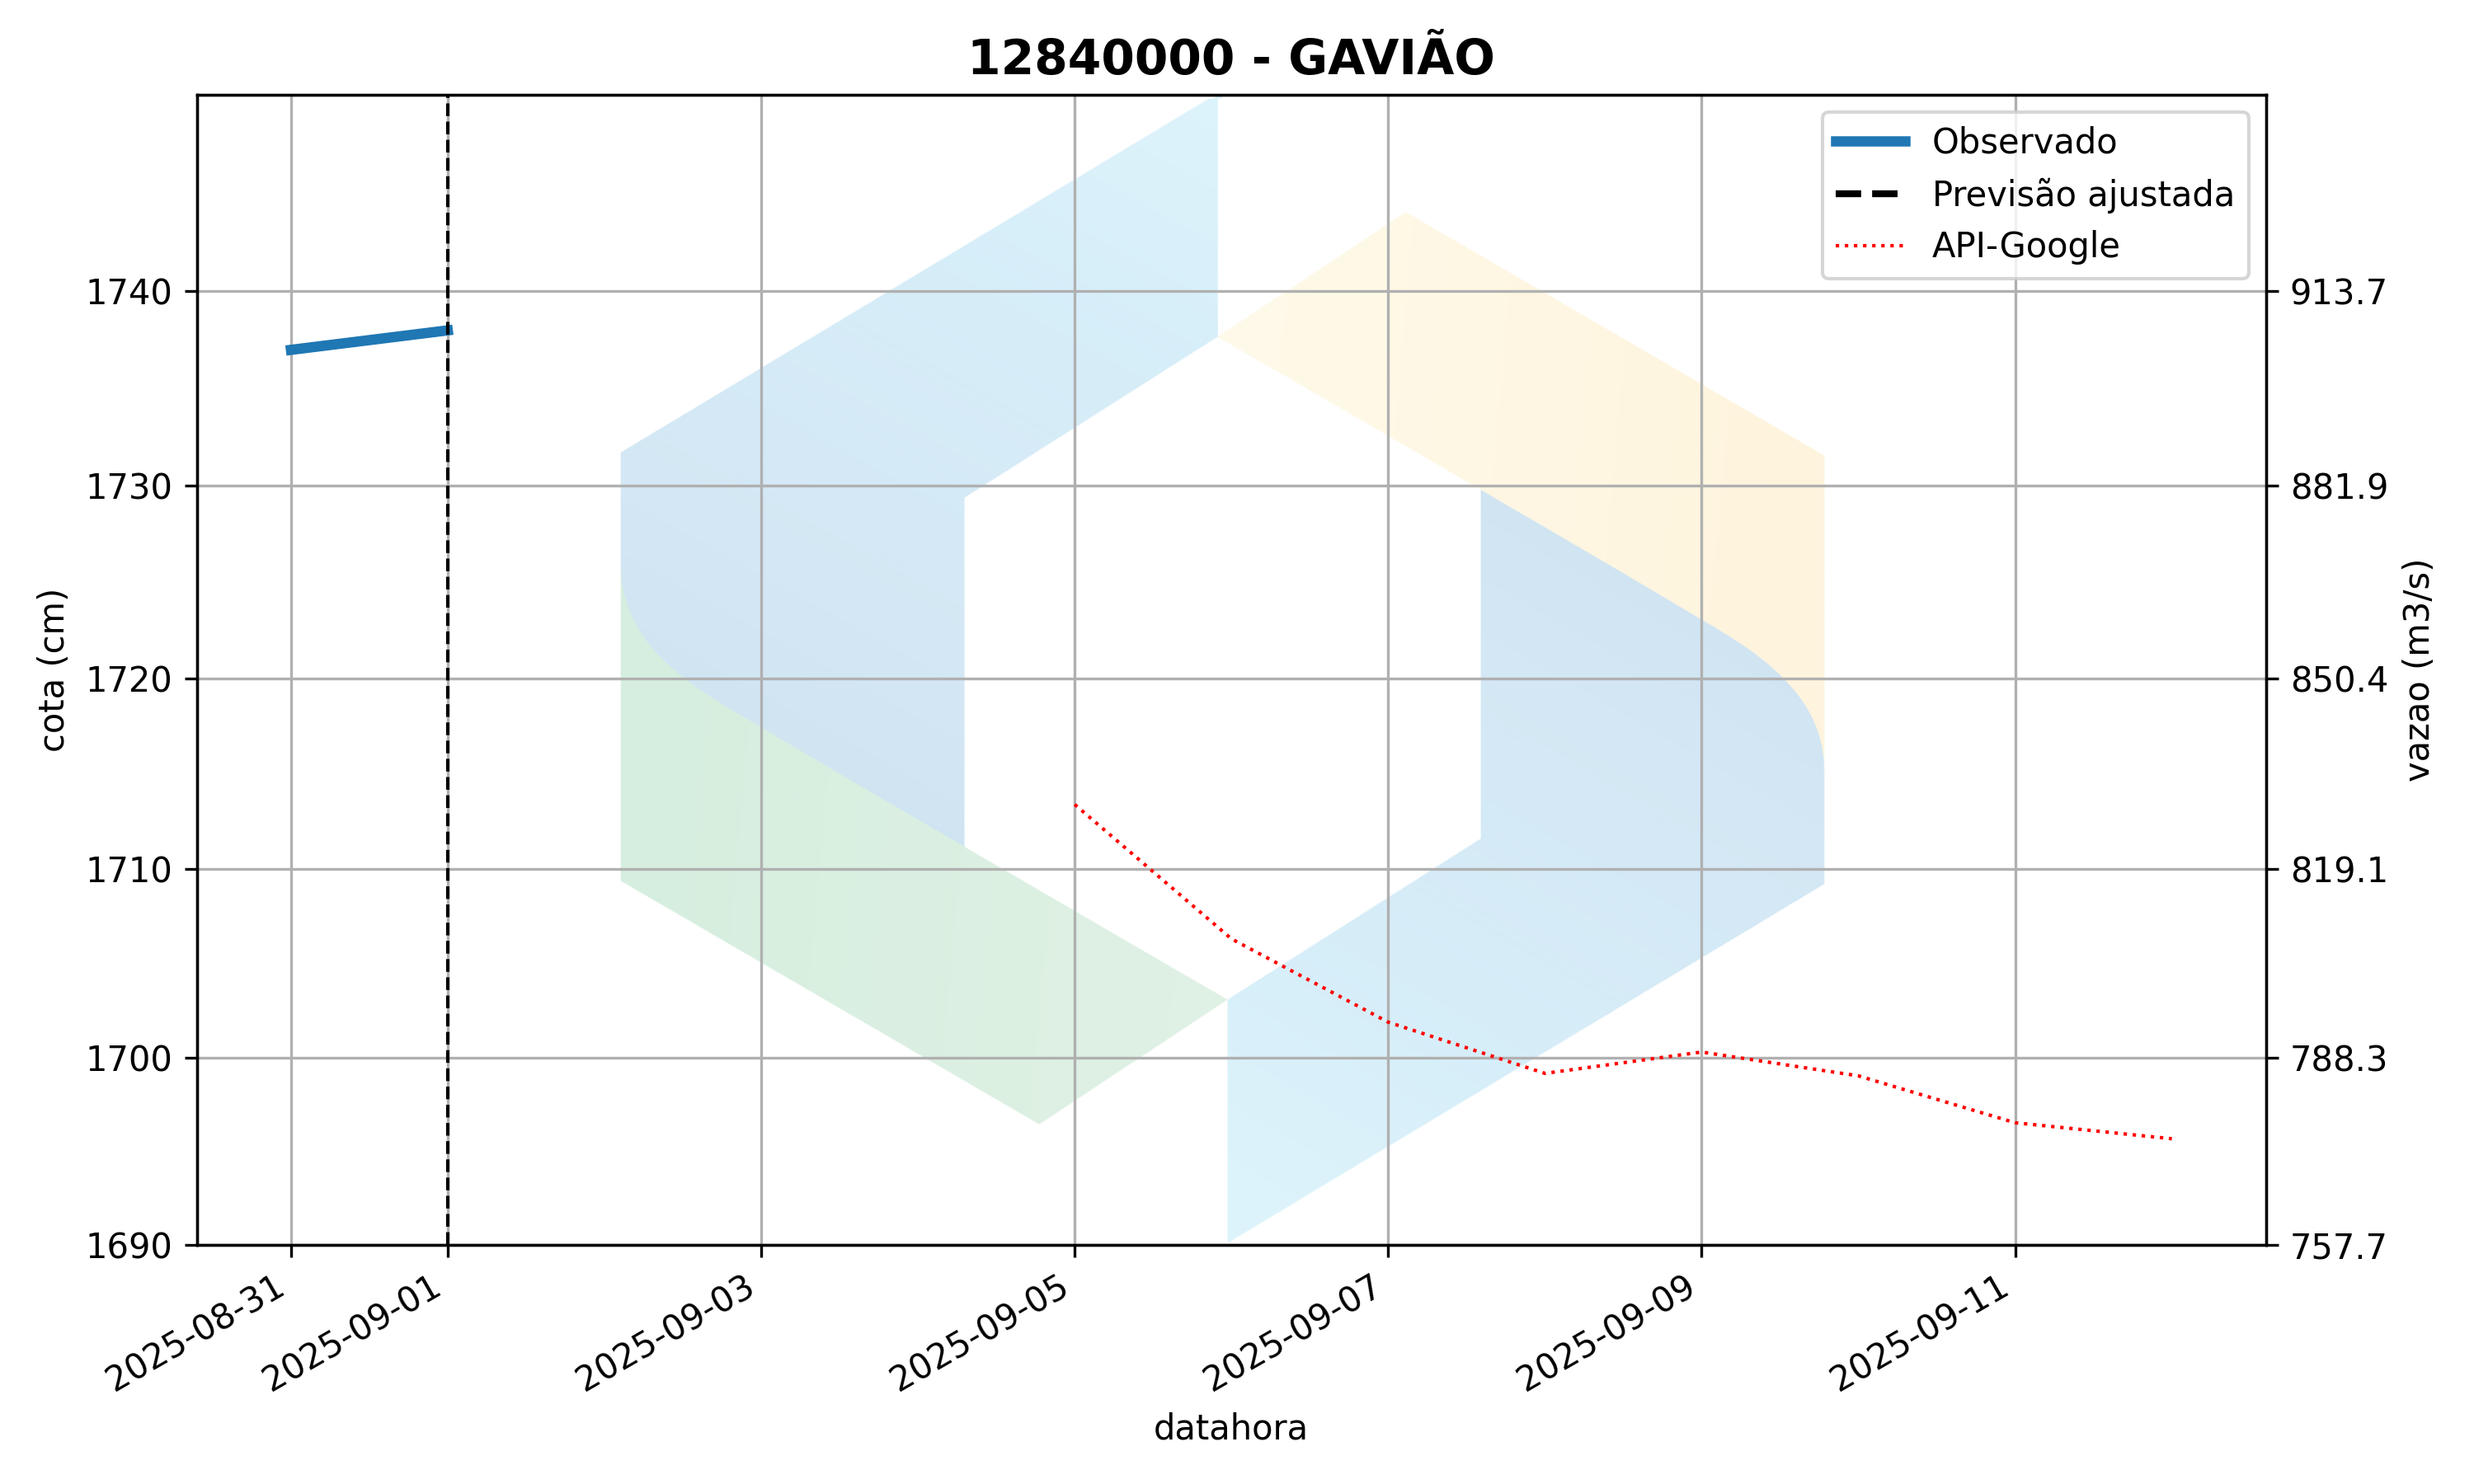 12840000 - GAVIÃO
Observado
Previsão ajustada
API-Google
1740
1730
1720
1710
1700
1690
cota (cm)
913.7
881.9
850.4
819.1
788.3
757.7
vazao (m3/s)
2025-08-31
2025-09-01
2025-09-03
2025-09-05
2025-09-07
2025-09-09
2025-09-11
datahora